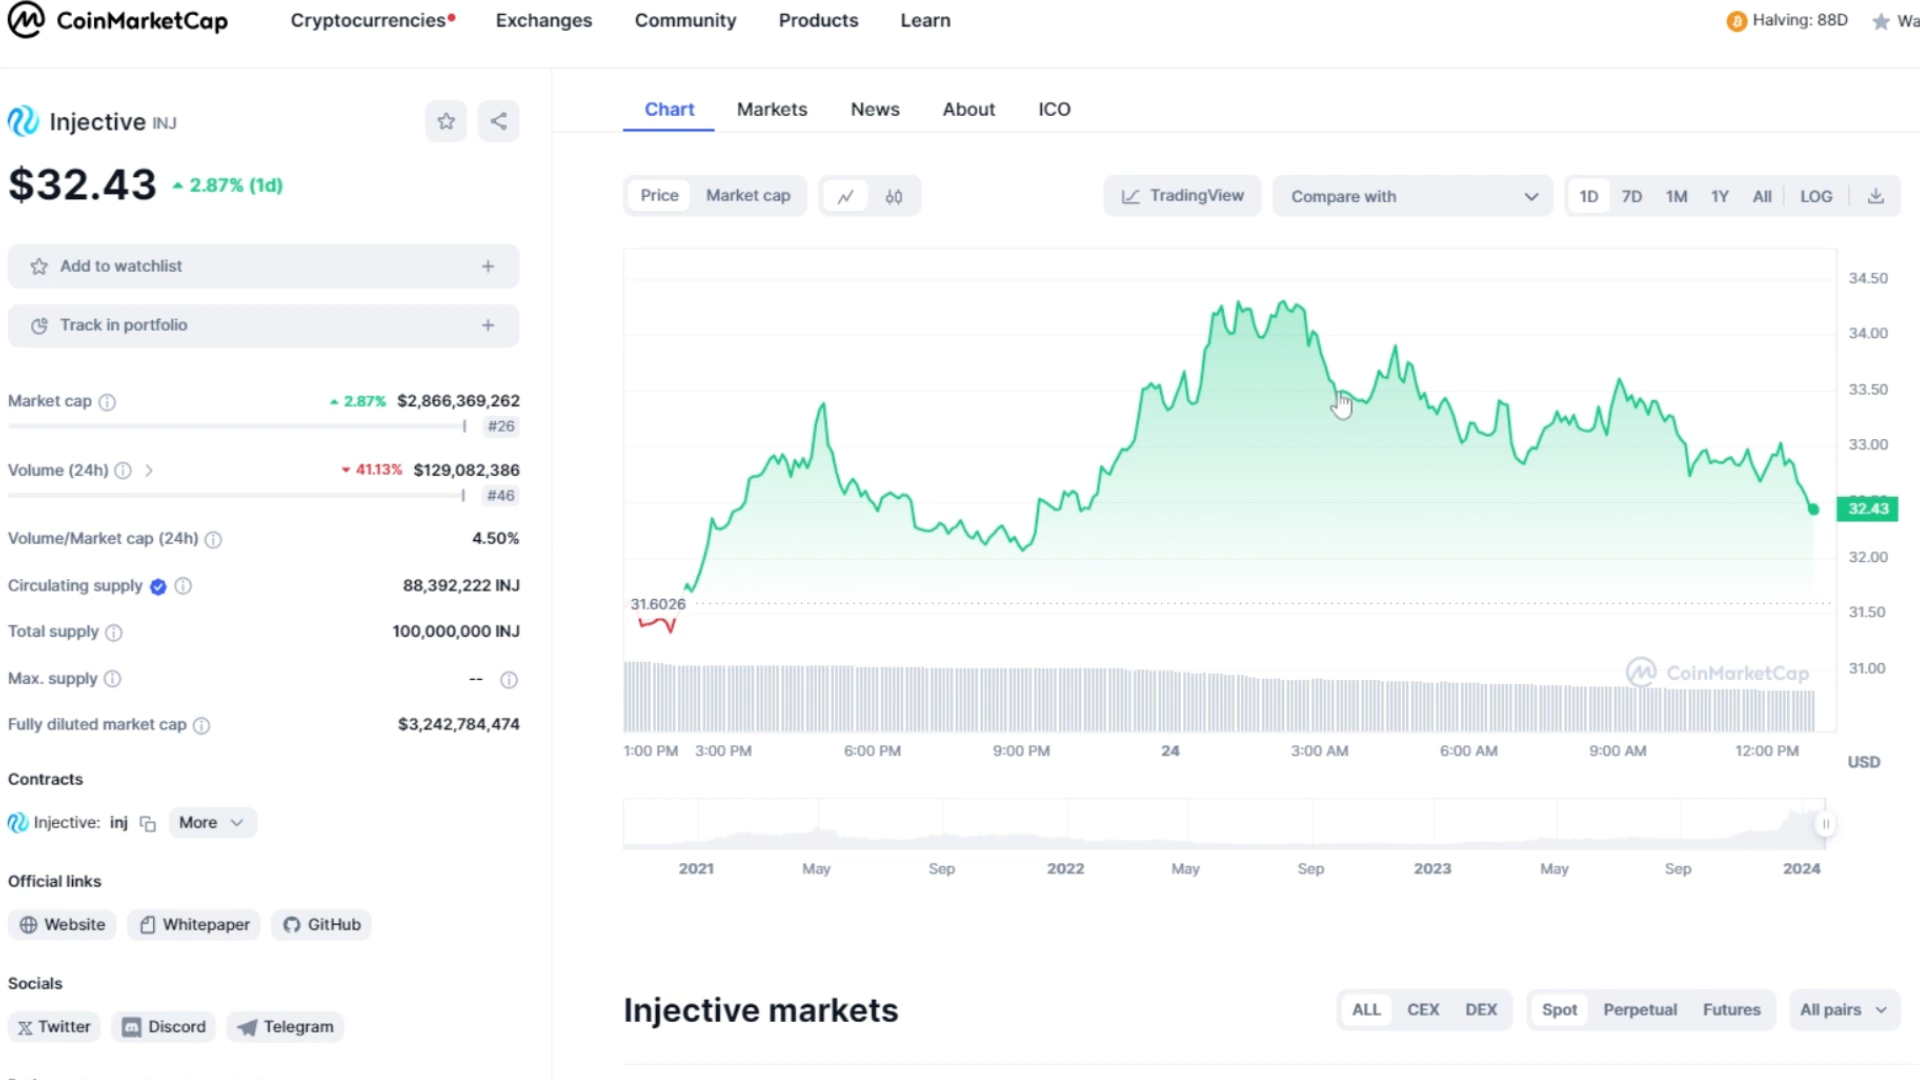 CoinMarketCap
Cryptocurrencies Exchanges Community Products Learn
Halving: 88D
Injective INJ
$32.43 2.87% (1d)
Add to watchlist +
Track in portfolio +
Market cap 2.87% $2,866,369,262
#26
Volume (24h) 41.13% $129,082,386
#46
Volume/Market cap (24h) 4.50%
Circulating supply 88,392,222 INJ
Total supply 100,000,000 INJ
Max. supply --
Fully diluted market cap $3,242,784,474
Contracts
Injective: inj More
Official links
Website Whitepaper GitHub
Socials
Twitter Discord Telegram
Chart Markets News About ICO
Price Market cap TradingView Compare with 1D 7D 1M 1Y All LOG
34.50
34.00
33.50
33.00
32.43
32.00
31.6026
31.50
31.00
CoinMarketCap
1:00 PM 3:00 PM 6:00 PM 9:00 PM 24 3:00 AM 6:00 AM 9:00 AM 12:00 PM
USD
2021 May Sep 2022 May Sep 2023 May Sep 2024
Injective markets
ALL CEX DEX Spot Perpetual Futures All pairs